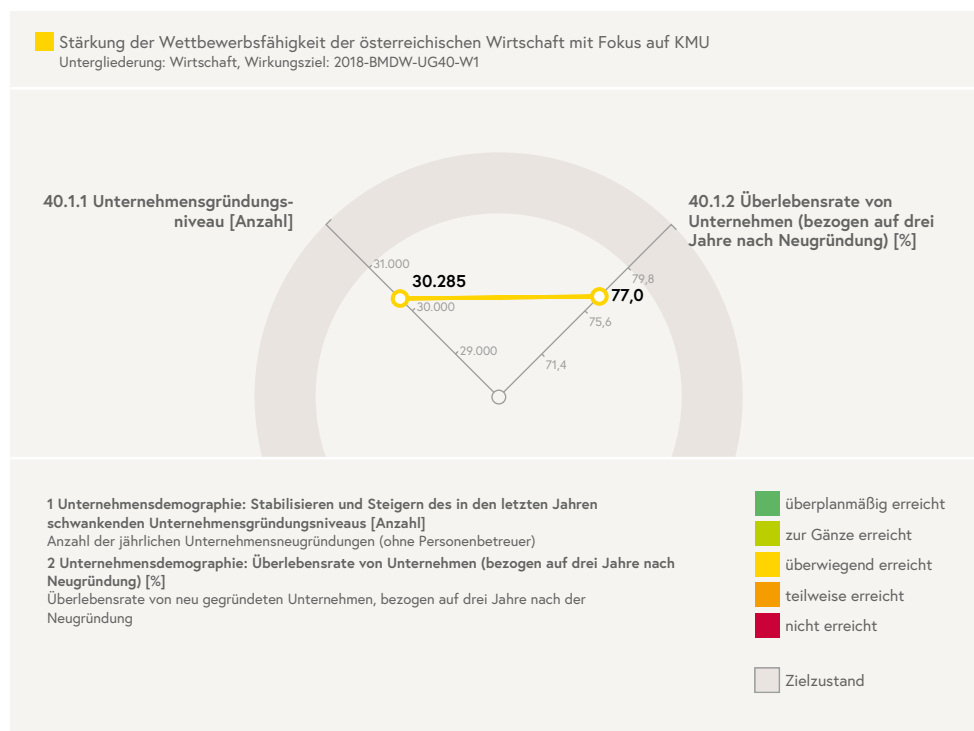 Stärkung der Wettbewerbsfähigkeit der österreichischen Wirtschaft mit Fokus auf KMU
Untergliederung: Wirtschaft, Wirkungsziel: 2018-BMDW-UG40-W1
40.1.1 Unternehmensgründungs-
niveau [Anzahl]
40.1.2 Überlebensrate von
Unternehmen (bezogen auf drei
Jahre nach Neugründung) [%]
31.000
30.285
30.000
29.000
79,8
77,0
75,6
71,4
1 Unternehmensdemographie: Stabilisieren und Steigern des in den letzten Jahren
schwankenden Unternehmensgründungsniveaus [Anzahl]
Anzahl der jährlichen Unternehmensneugründungen (ohne Personenbetreuer)
2 Unternehmensdemographie: Überlebensrate von Unternehmen (bezogen auf drei Jahre nach
Neugründung) [%]
Überlebensrate von neu gegründeten Unternehmen, bezogen auf drei Jahre nach der
Neugründung
überplanmäßig erreicht
zur Gänze erreicht
überwiegend erreicht
teilweise erreicht
nicht erreicht
Zielzustand